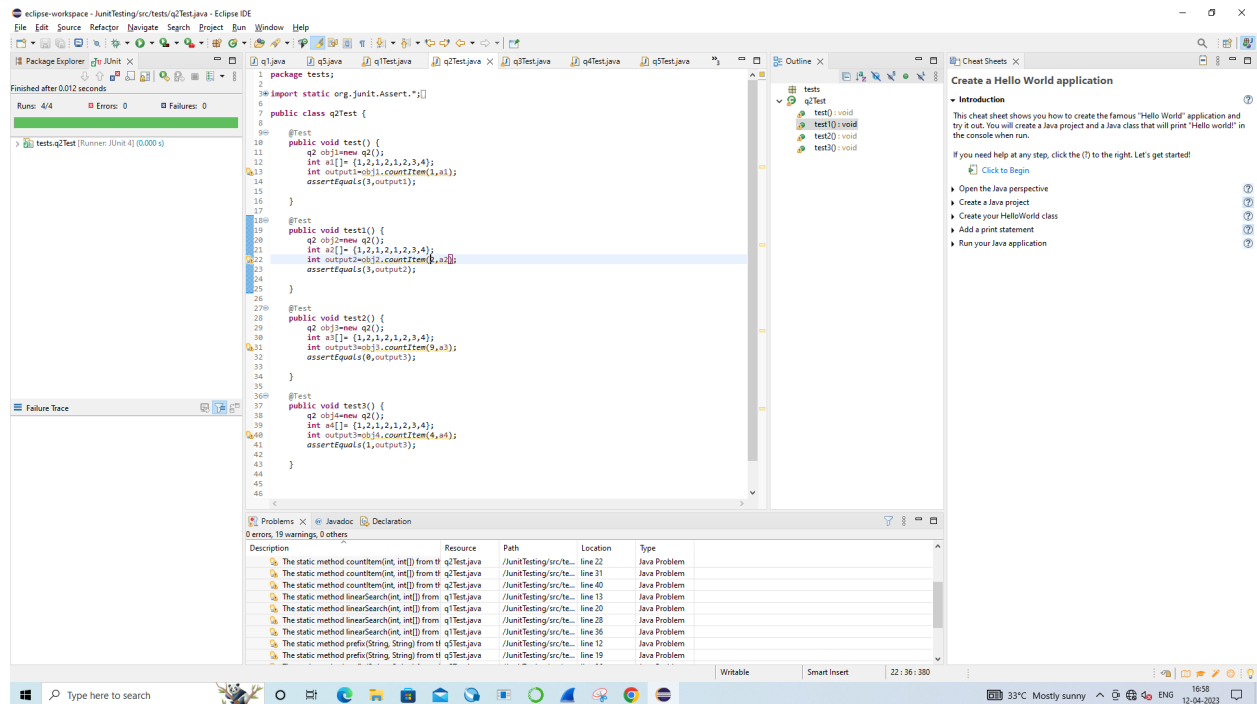 eclipse-workspace - JunitTesting/src/tests/q2Test.java - Eclipse IDE
File Edit Source Refactor Navigate Search Project Run Window Help
Package Explorer JUnit
Finished after 0.012 seconds
Runs: 4/4 Errors: 0 Failures: 0
tests.q2Test [Runner: JUnit 4] (0.000 s)
Failure Trace
q1.java q5.java q1Test.java q2Test.java q3Test.java q4Test.java q5Test.java
1 package tests;
2
3 import static org.junit.Assert.*;
6
7 public class q2Test {
8
9 @Test
10 public void test() {
11 q2 obj1=new q2();
12 int a1[]= {1,2,1,2,1,2,3,4};
13 int output1=obj1.countItem(1,a1);
14 assertEquals(3,output1);
15
16 }
17
18 @Test
19 public void test1() {
20 q2 obj2=new q2();
21 int a2[]= {1,2,1,2,1,2,3,4};
22 int output2=obj2.countItem(2,a2);
23 assertEquals(3,output2);
24
25 }
26
27 @Test
28 public void test2() {
29 q2 obj3=new q2();
30 int a3[]= {1,2,1,2,1,2,3,4};
31 int output3=obj3.countItem(9,a3);
32 assertEquals(0,output3);
33
34 }
35
36 @Test
37 public void test3() {
38 q2 obj4=new q2();
39 int a4[]= {1,2,1,2,1,2,3,4};
40 int output3=obj4.countItem(4,a4);
41 assertEquals(1,output3);
42
43 }
44
45
46
Outline
tests
q2Test
test() : void
test1() : void
test2() : void
test3() : void
Cheat Sheets
Create a Hello World application
Introduction
This cheat sheet shows you how to create the famous "Hello World" application and
try it out. You will create a Java project and a Java class that will print "Hello world!" in
the console when run.
If you need help at any step, click the (?) to the right. Let's get started!
Click to Begin
Open the Java perspective
Create a Java project
Create your HelloWorld class
Add a print statement
Run your Java application
Problems Javadoc Declaration
0 errors, 19 warnings, 0 others
Description Resource Path Location Type
The static method countItem(int, int[]) from th q2Test.java /JunitTesting/src/te... line 22 Java Problem
The static method countItem(int, int[]) from th q2Test.java /JunitTesting/src/te... line 31 Java Problem
The static method countItem(int, int[]) from th q2Test.java /JunitTesting/src/te... line 40 Java Problem
The static method linearSearch(int, int[]) from q1Test.java /JunitTesting/src/te... line 13 Java Problem
The static method linearSearch(int, int[]) from q1Test.java /JunitTesting/src/te... line 20 Java Problem
The static method linearSearch(int, int[]) from q1Test.java /JunitTesting/src/te... line 28 Java Problem
The static method linearSearch(int, int[]) from q1Test.java /JunitTesting/src/te... line 36 Java Problem
The static method prefix(String, String) from th q5Test.java /JunitTesting/src/te... line 12 Java Problem
The static method prefix(String, String) from th q5Test.java /JunitTesting/src/te... line 19 Java Problem
Writable Smart Insert 22 : 36 : 380
Type here to search
33°C Mostly sunny ENG 16:58
12-04-2023